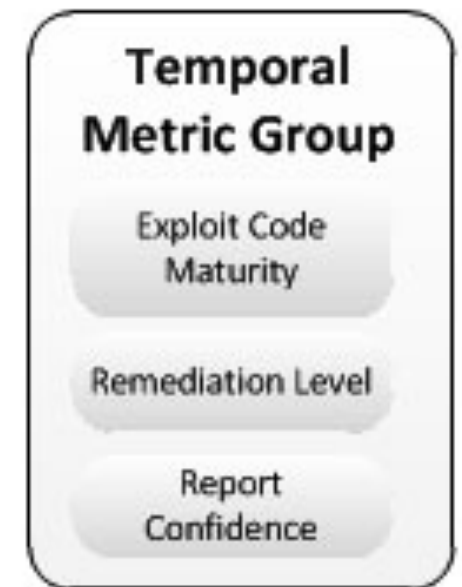 Temporal
Metric Group
Exploit Code
Maturity
Remediation Level
Report
Confidence